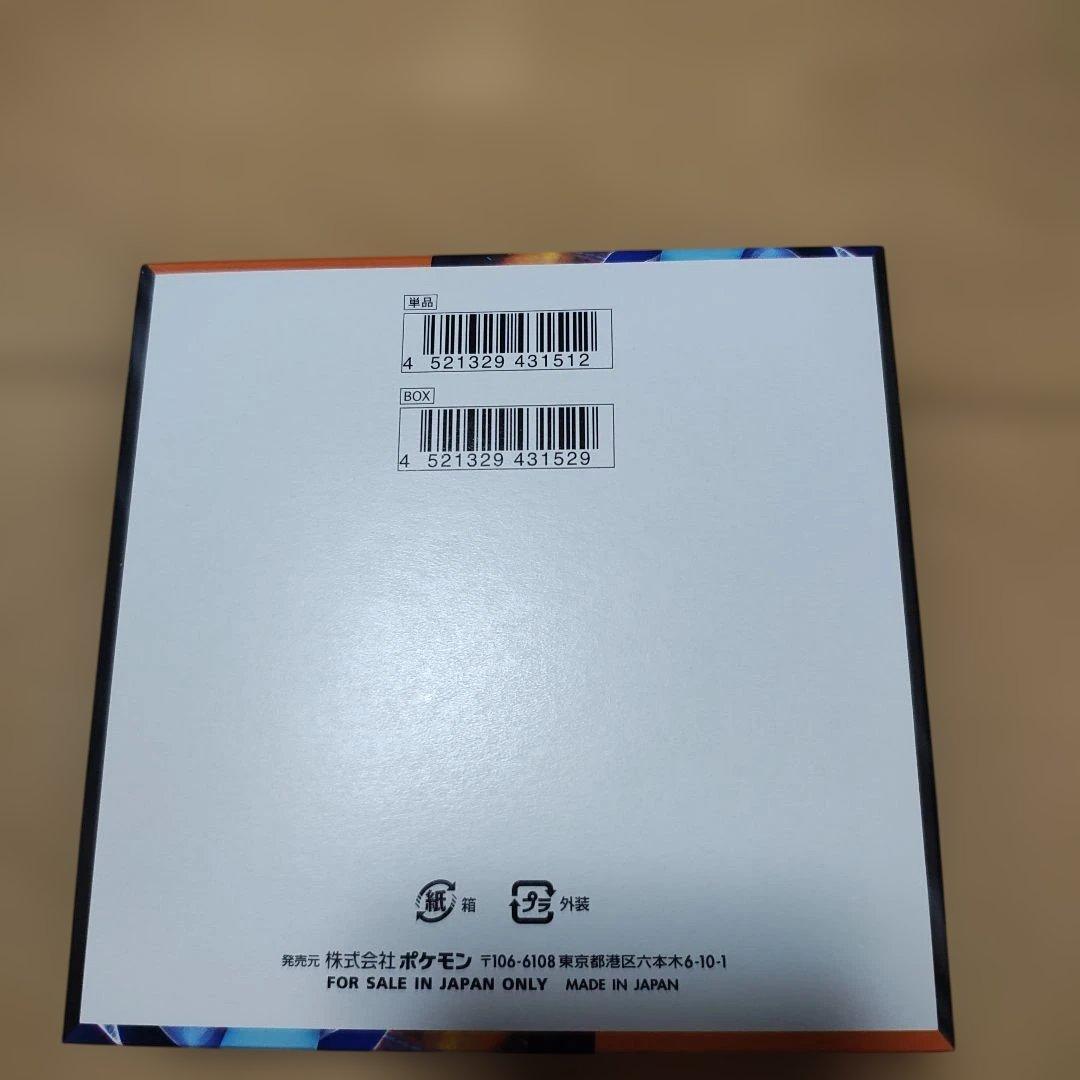 単品
4 521329 431512
BOX
4 521329 431529
紙 箱 プラ 外装
発売元 株式会社ポケモン 〒106-6108 東京都港区六本木6-10-1
FOR SALE IN JAPAN ONLY MADE IN JAPAN